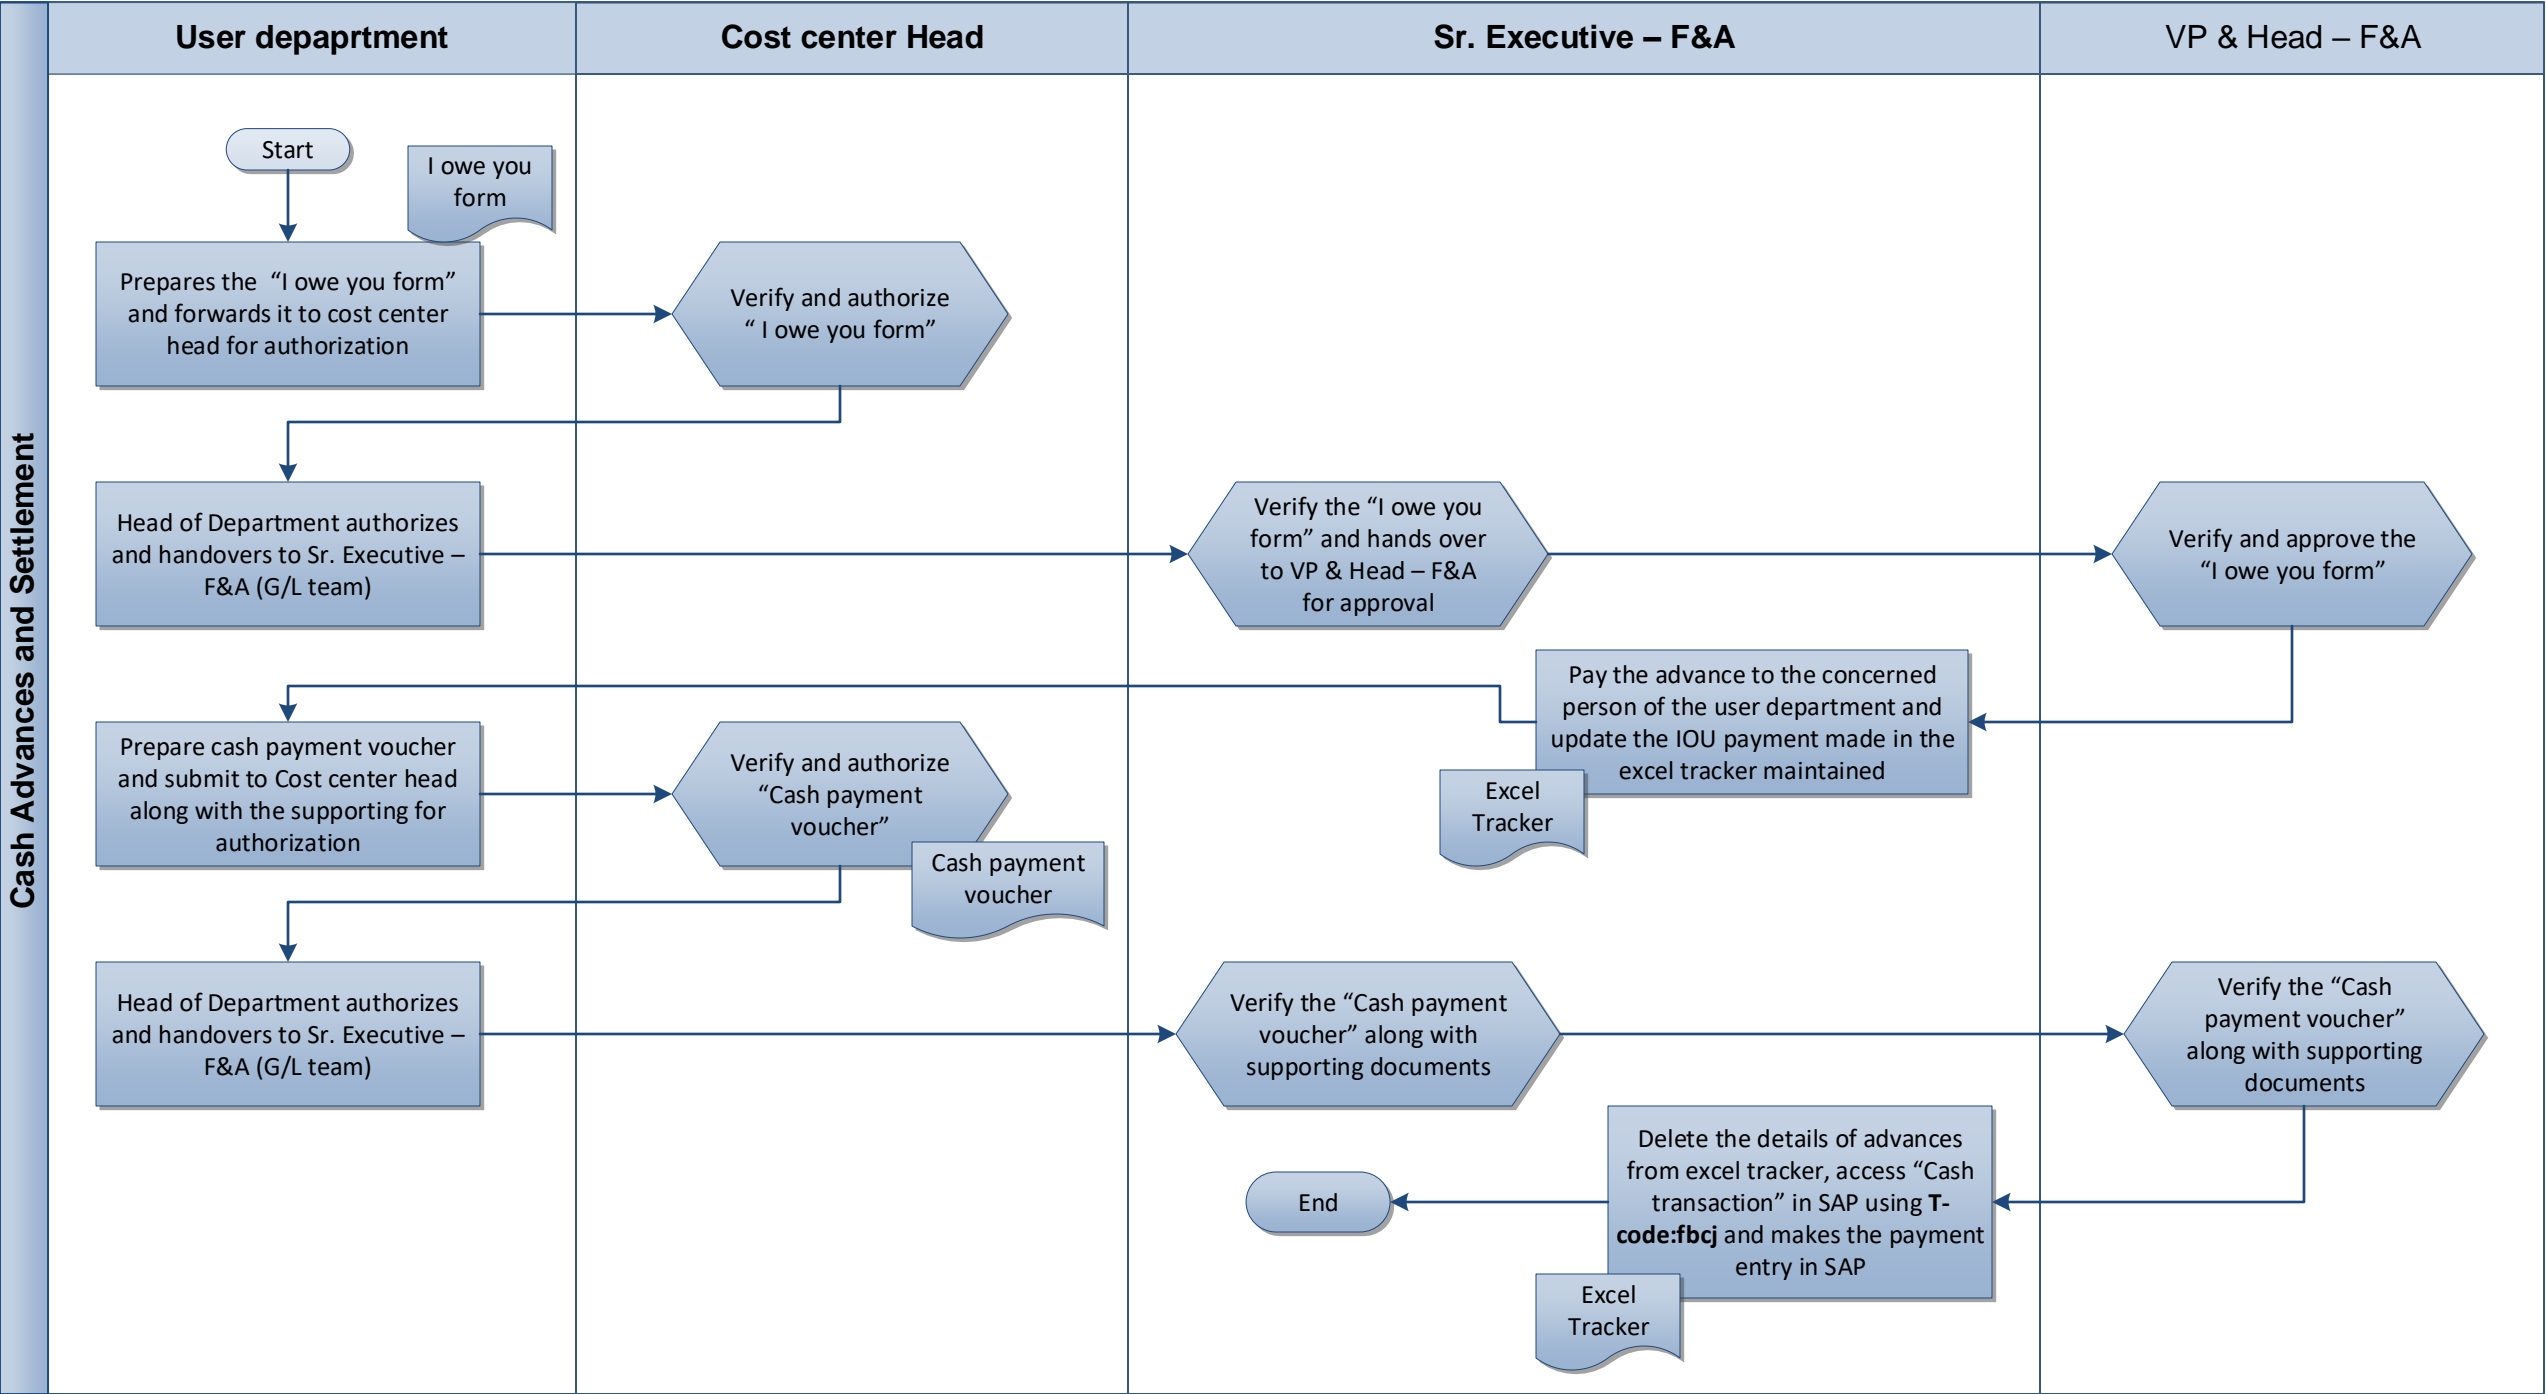 User depaprtment
Cost center Head
Sr. Executive – F&A
VP & Head – F&A
Cash Advances and Settlement
Start
I owe you
form
Prepares the “I owe you form”
and forwards it to cost center
head for authorization
Verify and authorize
“ I owe you form”
Head of Department authorizes
and handovers to Sr. Executive –
F&A (G/L team)
Verify the “I owe you
form” and hands over
to VP & Head – F&A
for approval
Verify and approve the
“I owe you form”
Pay the advance to the concerned
person of the user department and
update the IOU payment made in the
excel tracker maintained
Excel
Tracker
Prepare cash payment voucher
and submit to Cost center head
along with the supporting for
authorization
Verify and authorize
“Cash payment
voucher”
Cash payment
voucher
Head of Department authorizes
and handovers to Sr. Executive –
F&A (G/L team)
Verify the “Cash payment
voucher” along with
supporting documents
Verify the “Cash
payment voucher”
along with supporting
documents
Delete the details of advances
from excel tracker, access “Cash
transaction” in SAP using T-
code:fbcj and makes the payment
entry in SAP
Excel
Tracker
End